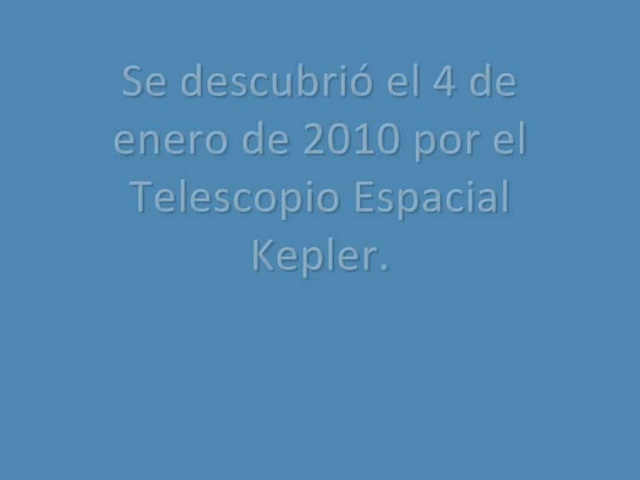 Se descubrió el 4 de
enero de 2010 por el
Telescopio Espacial
Kepler.